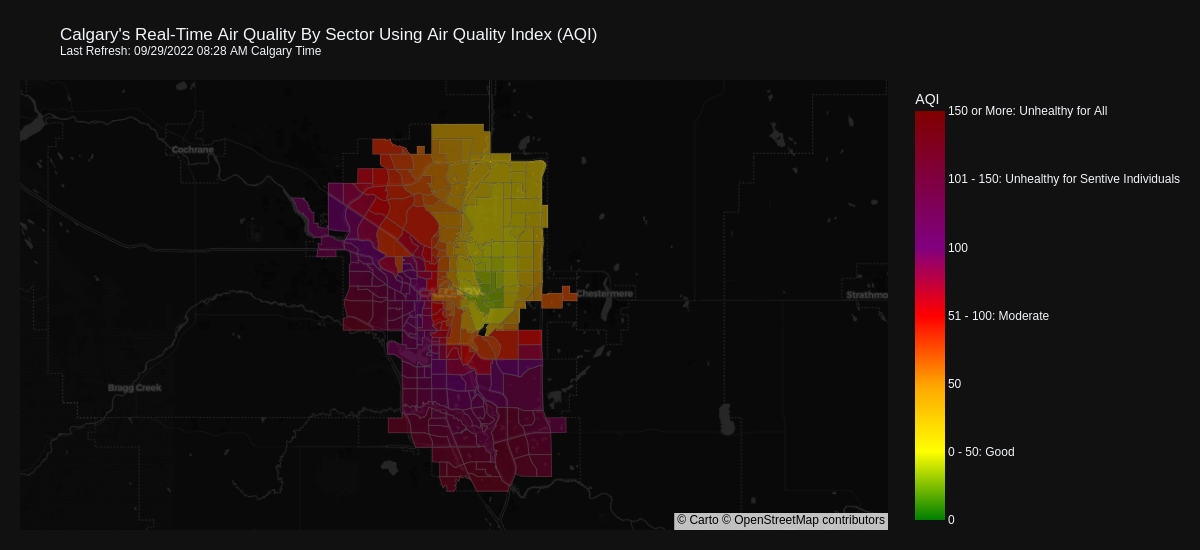 Calgary's Real-Time Air Quality By Sector Using Air Quality Index (AQI)
Last Refresh: 09/29/2022 08:28 AM Calgary Time
AQI
150 or More: Unhealthy for All
Cochrane
101 - 150: Unhealthy for Sentive Individuals
100
Chestermere
Strathmo
51 - 100: Moderate
50
Bragg Creek
0 - 50: Good
0
© Carto © OpenStreetMap contributors